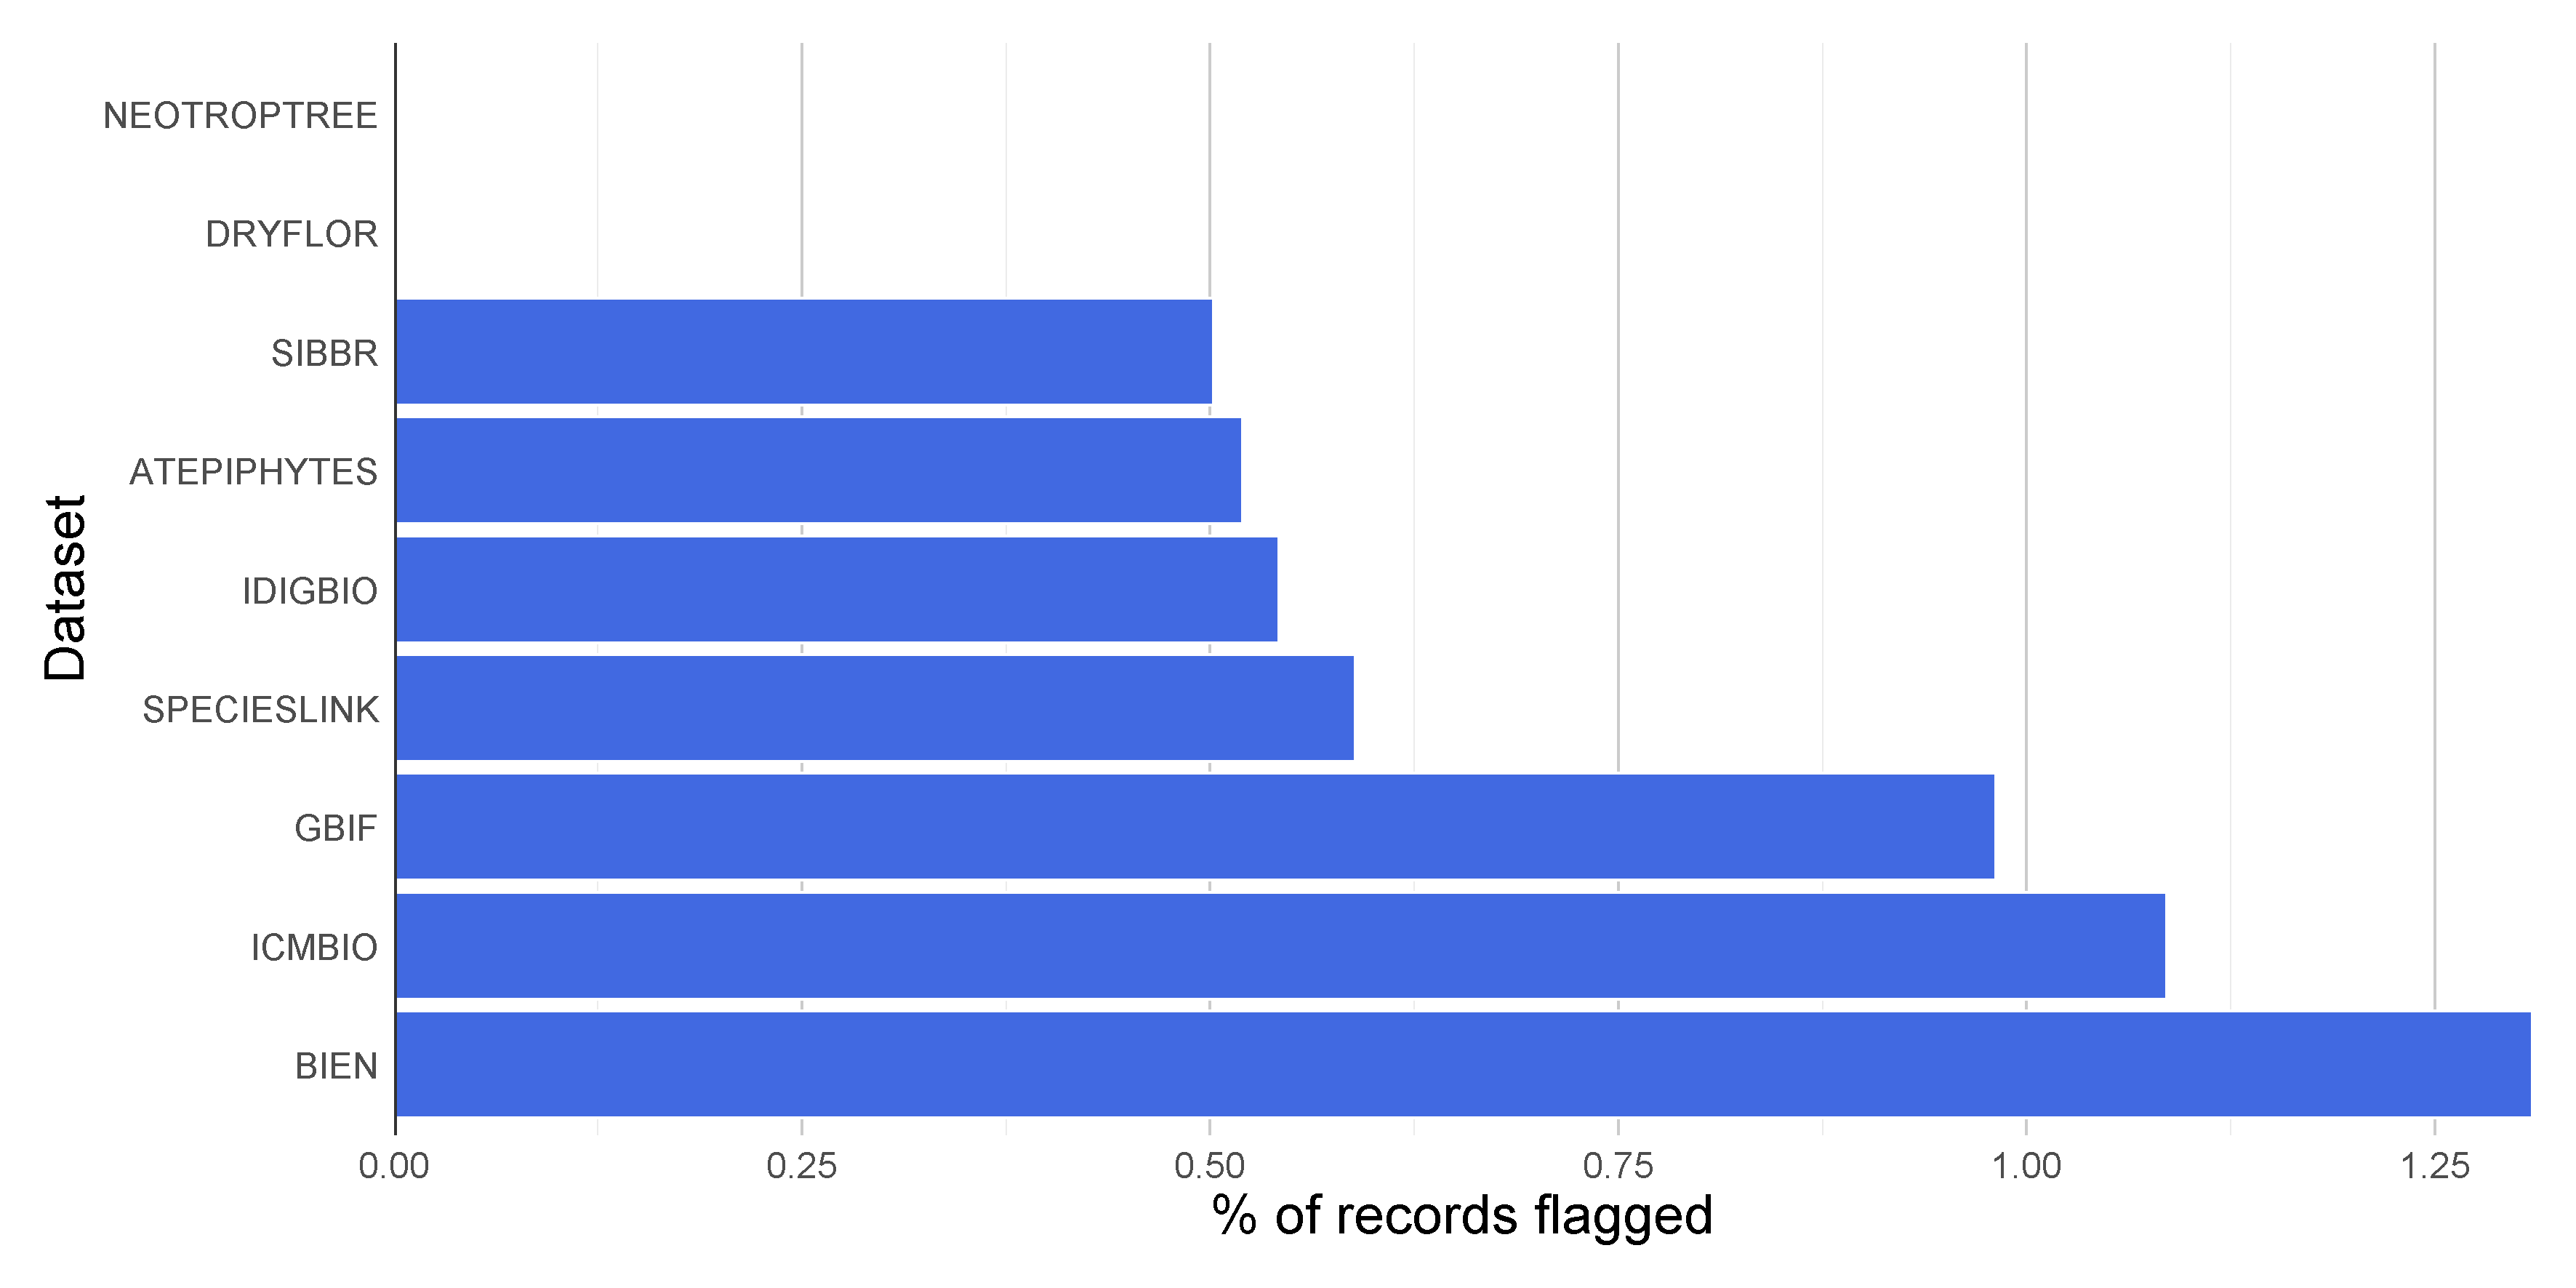 NEOTROPTREE
DRYFLOR
SIBBR
ATEPIPHYTES
IDIGBIO
SPECIESLINK
GBIF
ICMBIO
BIEN
Dataset
0.00 0.25 0.50 0.75 1.00 1.25
% of records flagged